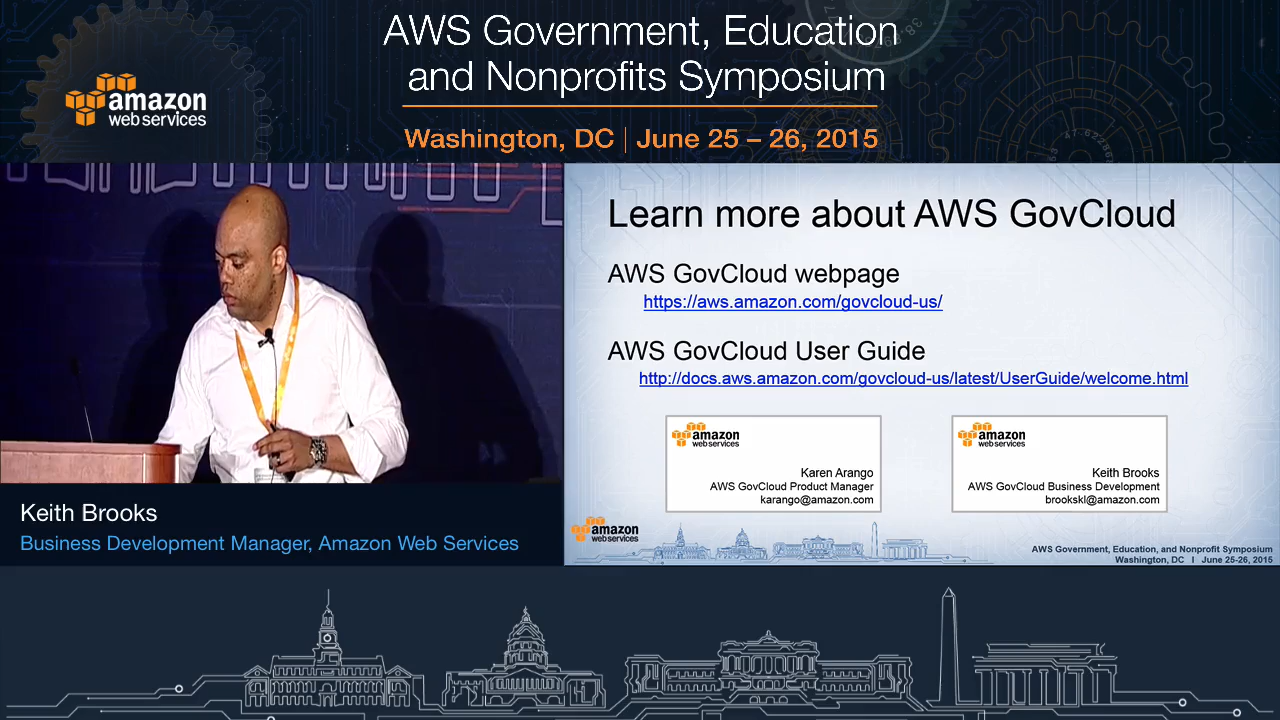 AWS Government, Education
and Nonprofits Symposium
Washington, DC | June 25 – 26, 2015
amazon
web services
Learn more about AWS GovCloud
AWS GovCloud webpage
https://aws.amazon.com/govcloud-us/
AWS GovCloud User Guide
http://docs.aws.amazon.com/govcloud-us/latest/UserGuide/welcome.html
amazon
web services
Karen Arango
AWS GovCloud Product Manager
karango@amazon.com
amazon
web services
Keith Brooks
AWS GovCloud Business Development
brookskl@amazon.com
amazon
web services
AWS Government, Education, and Nonprofit Symposium
Washington, DC I June 25-26, 2015
Keith Brooks
Business Development Manager, Amazon Web Services